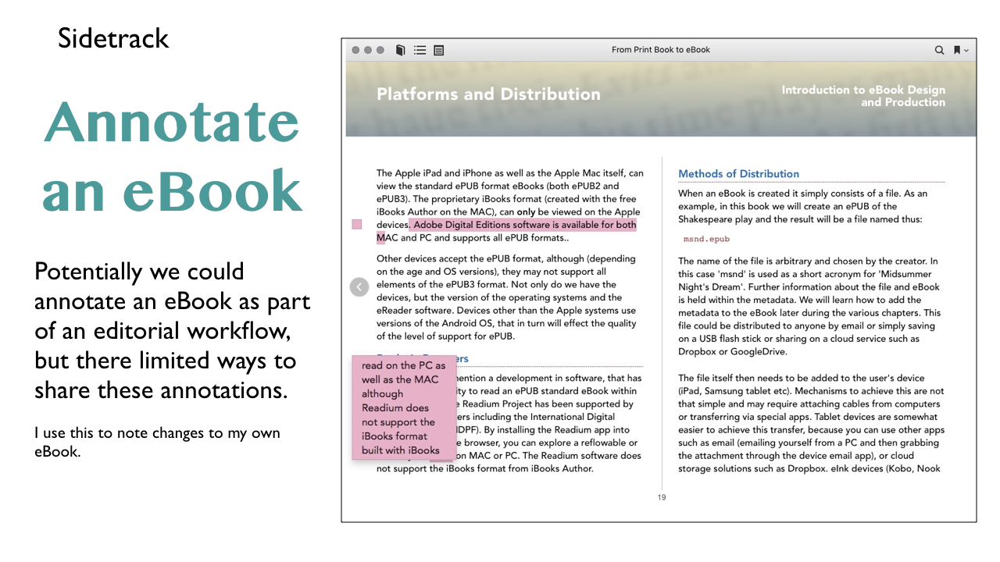 Sidetrack
Annotate
an eBook
Potentially we could
annotate an eBook as part
of an editorial workflow,
but there limited ways to
share these annotations.
I use this to note changes to my own
eBook.
From Print Book to eBook
Platforms and Distribution
Introduction to eBook Design
and Production
The Apple iPad and iPhone as well as the Apple Mac itself, can
view the standard ePUB format eBooks (both ePUB2 and
ePUB3). The proprietary iBooks format (created with the free
iBooks Author on the MAC), can only be viewed on the Apple
devices. Adobe Digital Editions software is available for both
MAC and PC and supports all ePUB formats..
Other devices accept the ePUB format, although (depending
on the age and OS versions), they may not support all
elements of the ePUB3 format. Not only do we have the
devices, but the version of the operating systems and the
eReader software. Devices other than the Apple systems use
versions of the Android OS, that in turn will effect the quality
of the level of support for ePUB.
read on the PC as
well as the MAC
although
Readium does
not support the
iBooks format
built with iBooks
ers
mention a development in software, that has
ity to read an ePUB standard eBook within
e Readium Project has been supported by
ers including the International Digital
IDPF). By installing the Readium app into
e browser, you can explore a reflowable or
on MAC or PC. The Readium software does
not support the iBooks format from iBooks Author.
Methods of Distribution
When an eBook is created it simply consists of a file. As an
example, in this book we will create an ePUB of the
Shakespeare play and the result will be a file named thus:
msnd.epub
The name of the file is arbitrary and chosen by the creator. In
this case 'msnd' is used as a short acronym for 'Midsummer
Night's Dream'. Further information about the file and eBook
is held within the metadata. We will learn how to add the
metadata to the eBook later during the various chapters. This
file could be distributed to anyone by email or simply saving
on a USB flash stick or sharing on a cloud service such as
Dropbox or GoogleDrive.
The file itself then needs to be added to the user's device
(iPad, Samsung tablet etc). Mechanisms to achieve this are not
that simple and may require attaching cables from computers
or transferring via special apps. Tablet devices are somewhat
easier to achieve this transfer, because you can use other apps
such as email (emailing yourself from a PC and then grabbing
the attachment through the device email app), or cloud
storage solutions such as Dropbox. eInk devices (Kobo, Nook
19